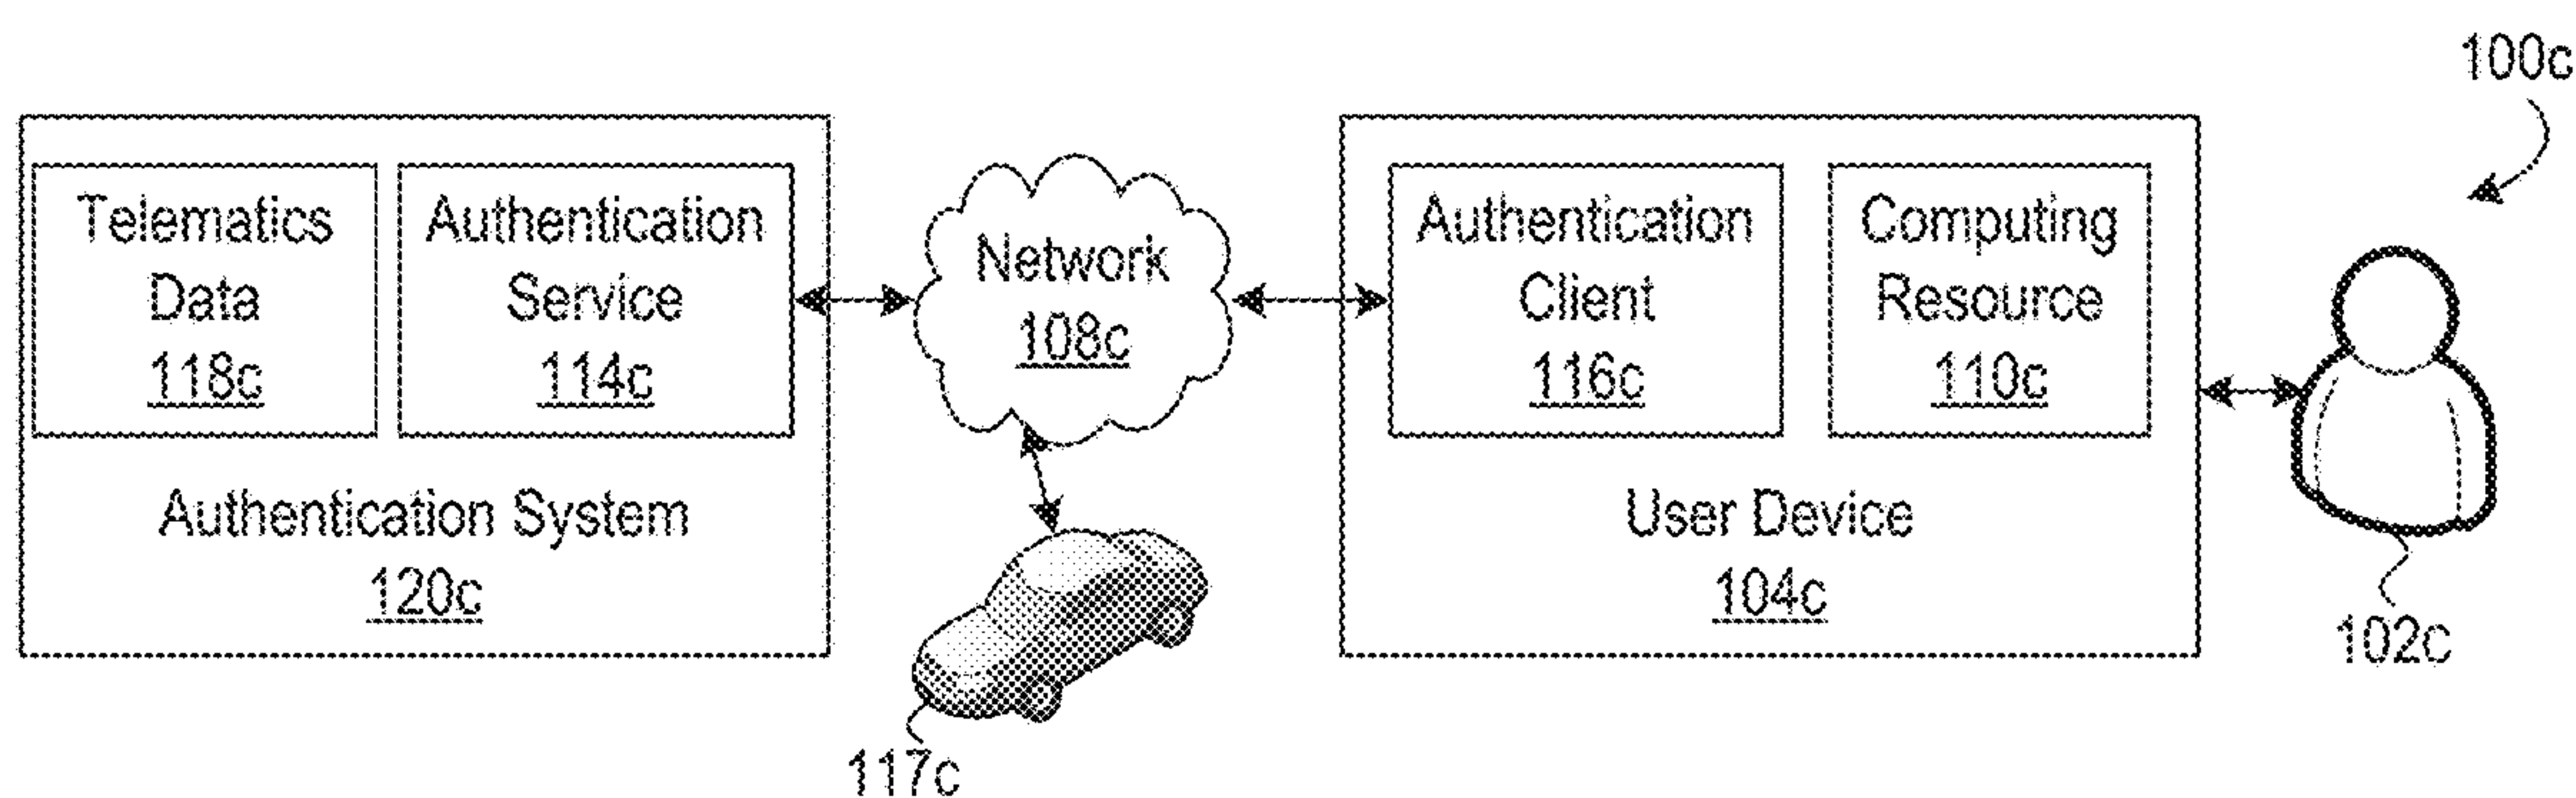 100c
Telematics
Data
118c
Authentication
Service
114c
Authentication System
120c
Network
108c
117c
Authentication
Client
116c
Computing
Resource
110c
User Device
104c
102c